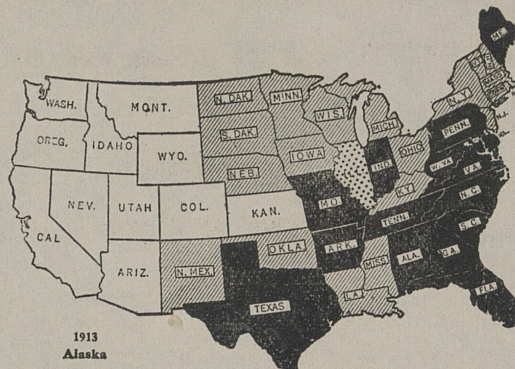 ME.
WASH.
MONT.
N. DAK.
MINN.
VT.
N.Y.
OREG.
IDAHO
S. DAK.
WIS.
MICH.
WYO.
IOWA
PENN.
N.J.
NEB.
OHIO
IND.
NEV.
UTAH
COL.
KAN.
MO.
W.VA
VA.
KY.
CAL
N.C.
TENN.
ARIZ.
N. MEX.
OKLA.
ARK.
S.C.
MISS
ALA.
GA.
TEXAS
LA.
FLA.
1913
Alaska